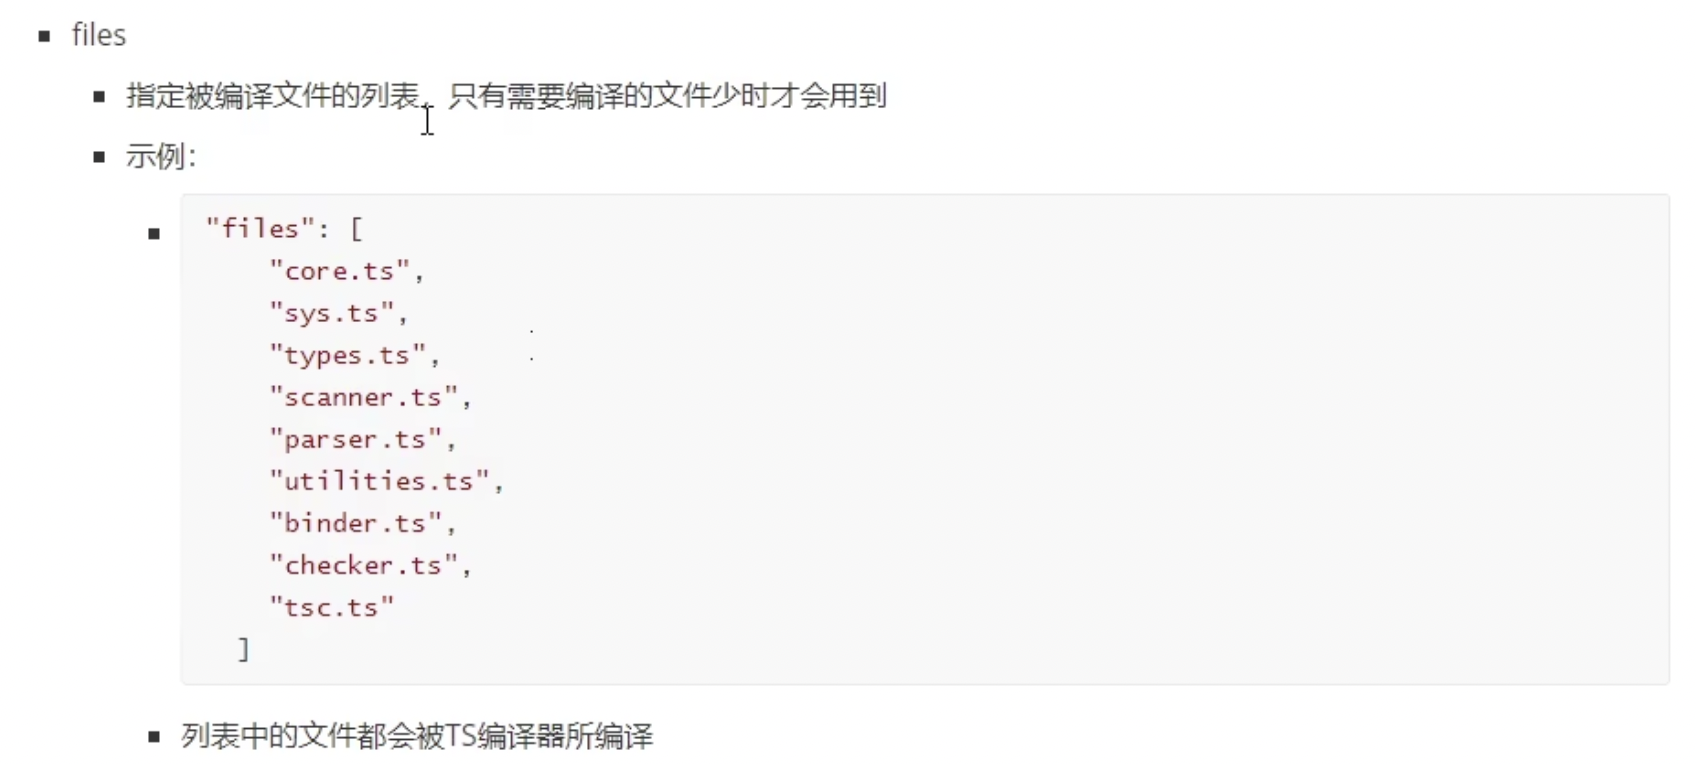 files
指定被编译文件的列表，只有需要编译的文件少时才会用到
示例：
"files": [
"core.ts",
"sys.ts",
"types.ts",
"scanner.ts",
"parser.ts",
"utilities.ts",
"binder.ts",
"checker.ts",
"tsc.ts"
]
列表中的文件都会被TS编译器所编译